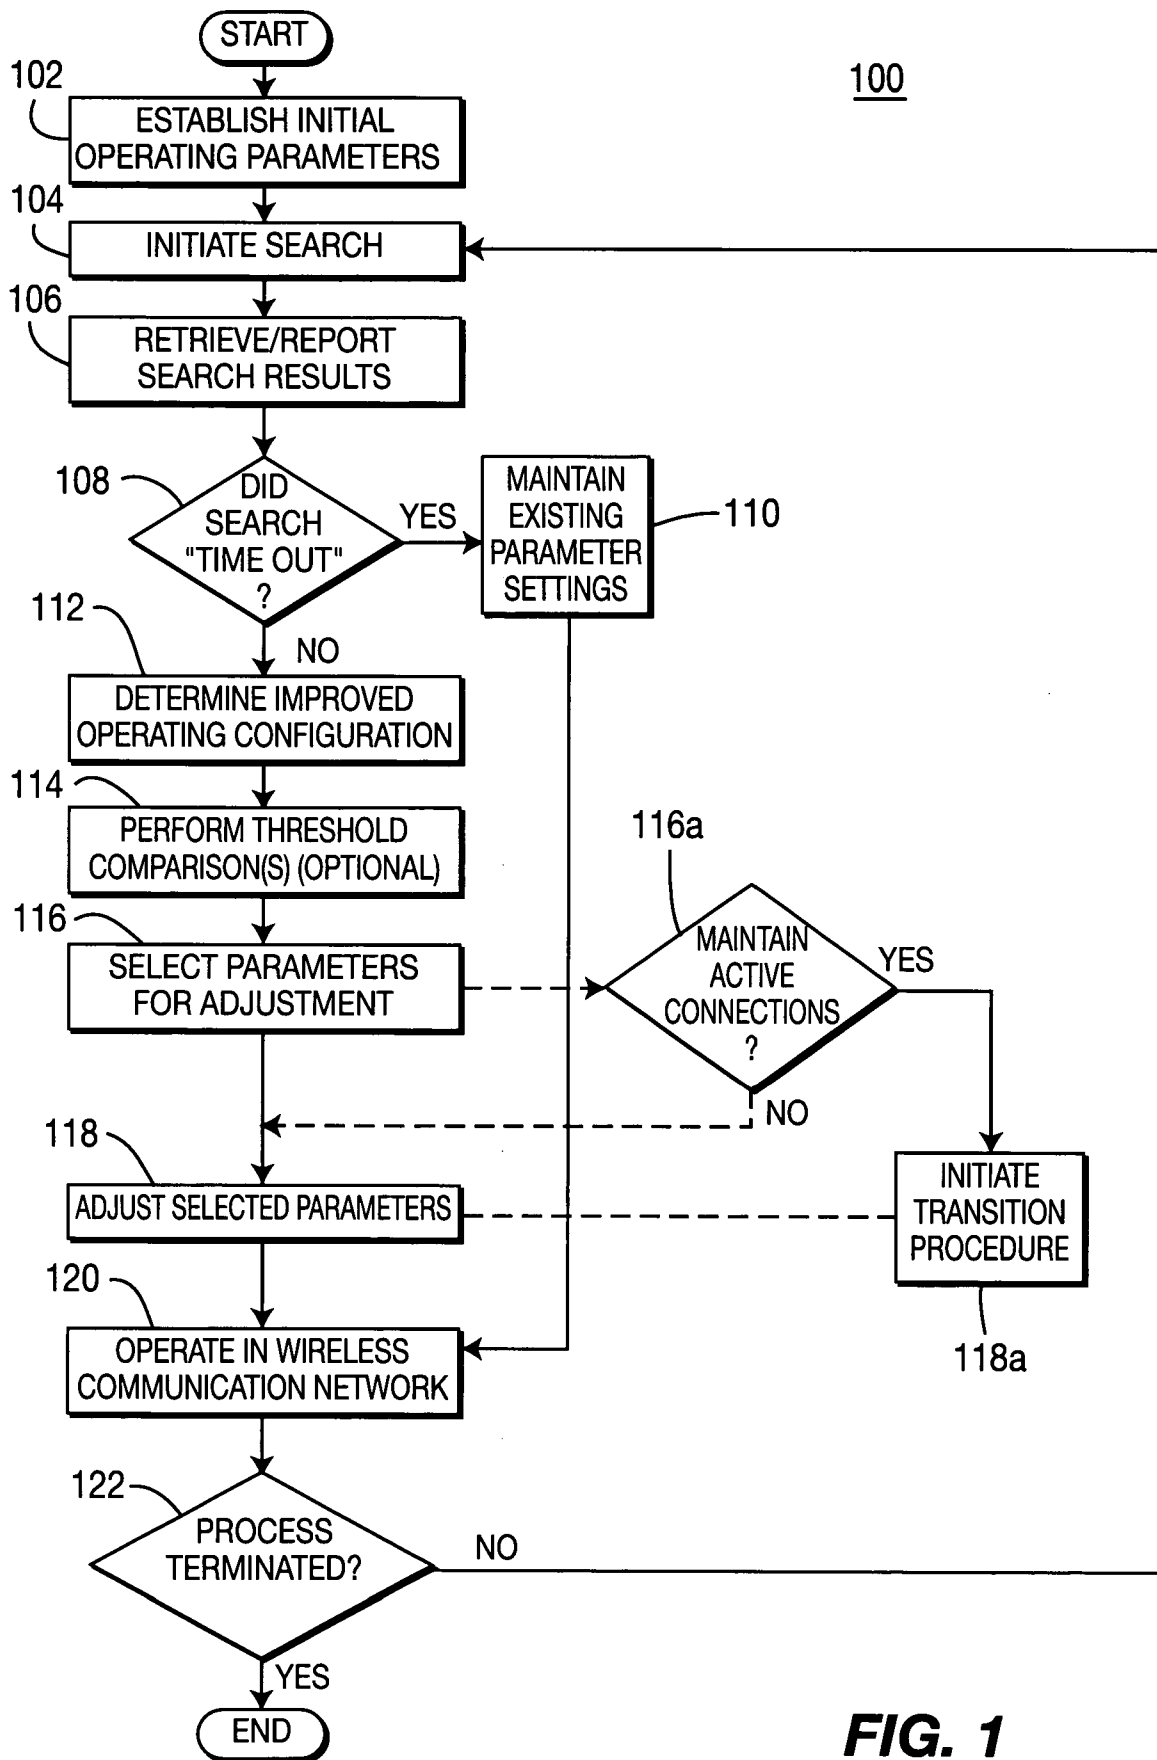 START
100
102
ESTABLISH INITIAL
OPERATING PARAMETERS
104
INITIATE SEARCH
106
RETRIEVE/REPORT
SEARCH RESULTS
108
DID
SEARCH
"TIME OUT"
?
YES
MAINTAIN
EXISTING
PARAMETER
SETTINGS
110
NO
112
DETERMINE IMPROVED
OPERATING CONFIGURATION
114
PERFORM THRESHOLD
COMPARISON(S) (OPTIONAL)
116
SELECT PARAMETERS
FOR ADJUSTMENT
116a
MAINTAIN
ACTIVE
CONNECTIONS
?
YES
NO
118
ADJUST SELECTED PARAMETERS
INITIATE
TRANSITION
PROCEDURE
118a
120
OPERATE IN WIRELESS
COMMUNICATION NETWORK
122
PROCESS
TERMINATED?
NO
YES
END
FIG. 1